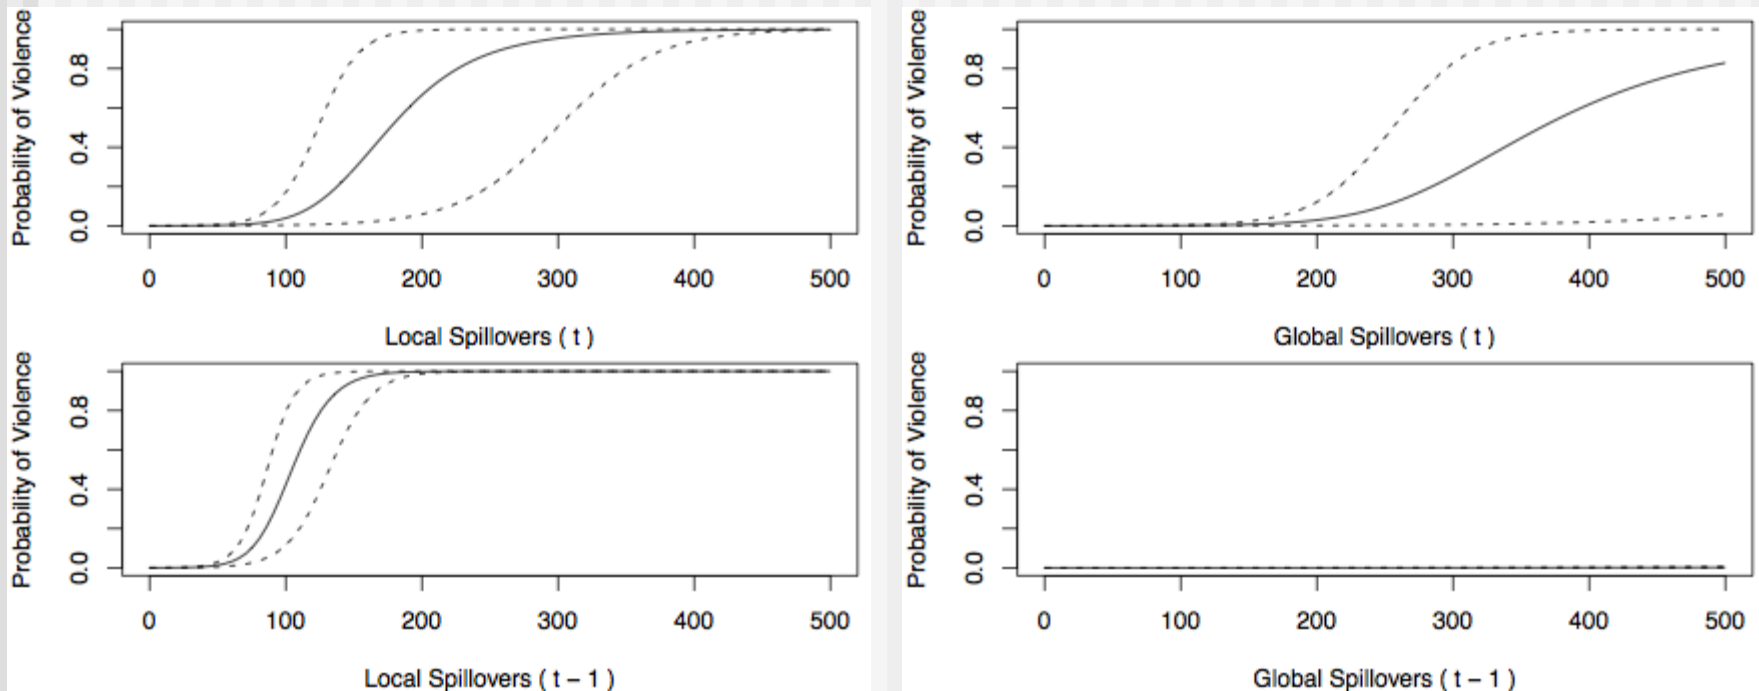 Probability of Violence
0.8
0.4
0.0
0 100 200 300 400 500
Local Spillovers ( t )
Probability of Violence
0.8
0.4
0.0
0 100 200 300 400 500
Global Spillovers ( t )
Probability of Violence
0.8
0.4
0.0
0 100 200 300 400 500
Local Spillovers ( t − 1 )
Probability of Violence
0.8
0.4
0.0
0 100 200 300 400 500
Global Spillovers ( t − 1 )